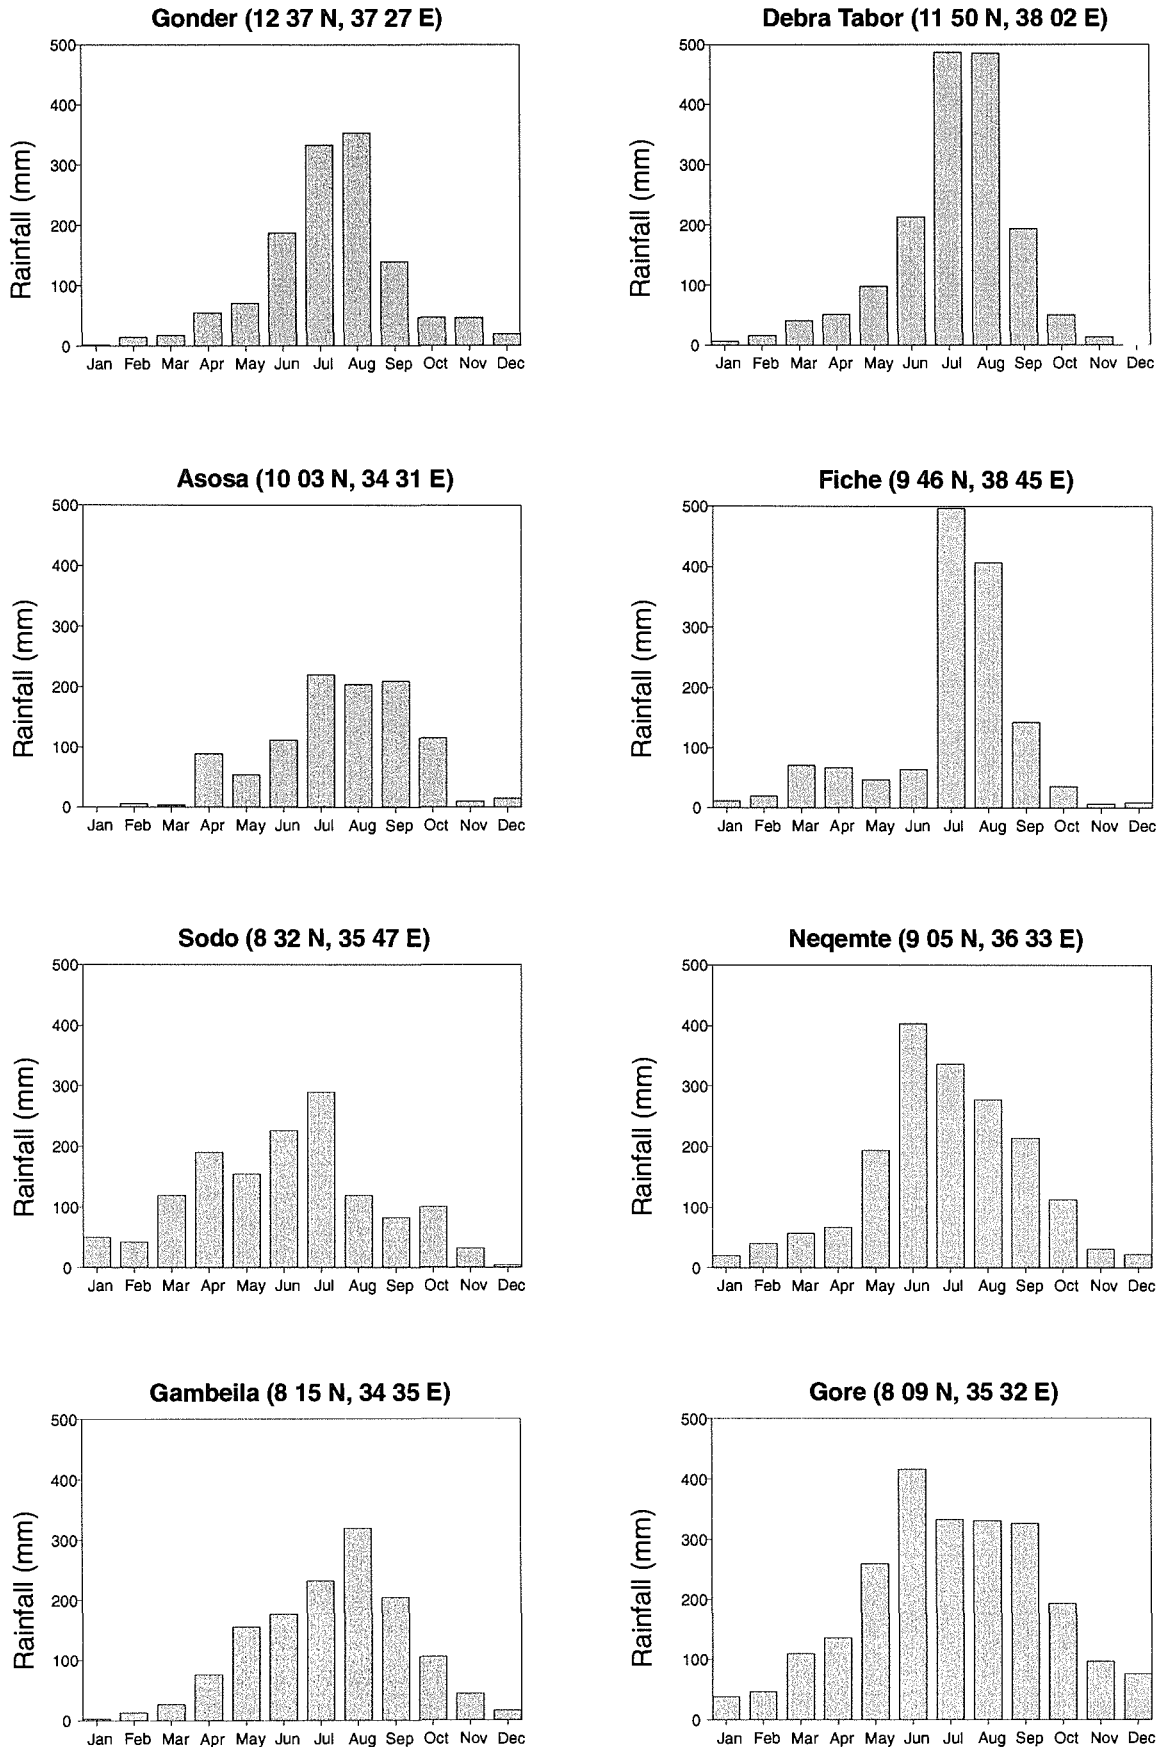 Gonder (12 37 N, 37 27 E)
500
400
300
200
100
0
Rainfall (mm)
Jan Feb Mar Apr May Jun Jul Aug Sep Oct Nov Dec
Debra Tabor (11 50 N, 38 02 E)
500
400
300
200
100
0
Rainfall (mm)
Jan Feb Mar Apr May Jun Jul Aug Sep Oct Nov Dec
Asosa (10 03 N, 34 31 E)
500
400
300
200
100
0
Rainfall (mm)
Jan Feb Mar Apr May Jun Jul Aug Sep Oct Nov Dec
Fiche (9 46 N, 38 45 E)
500
400
300
200
100
0
Rainfall (mm)
Jan Feb Mar Apr May Jun Jul Aug Sep Oct Nov Dec
Sodo (8 32 N, 35 47 E)
500
400
300
200
100
0
Rainfall (mm)
Jan Feb Mar Apr May Jun Jul Aug Sep Oct Nov Dec
Neqemte (9 05 N, 36 33 E)
500
400
300
200
100
0
Rainfall (mm)
Jan Feb Mar Apr May Jun Jul Aug Sep Oct Nov Dec
Gambeila (8 15 N, 34 35 E)
500
400
300
200
100
0
Rainfall (mm)
Jan Feb Mar Apr May Jun Jul Aug Sep Oct Nov Dec
Gore (8 09 N, 35 32 E)
500
400
300
200
100
0
Rainfall (mm)
Jan Feb Mar Apr May Jun Jul Aug Sep Oct Nov Dec